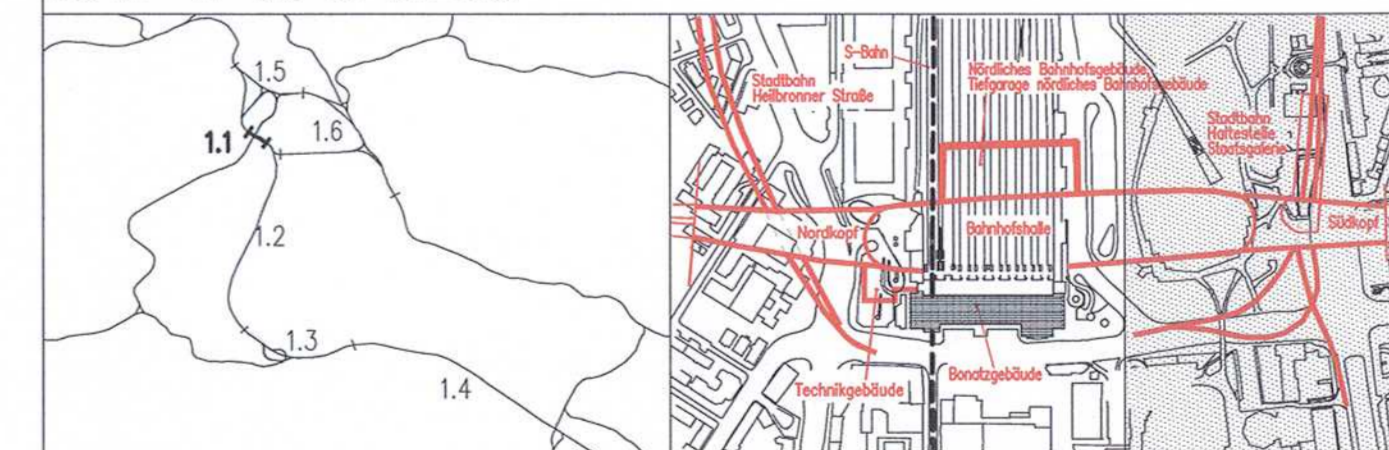 1.5
1.1
1.6
1.2
1.3
1.4
S-Bahn
Stadtbahn
Heilbronner Straße
Nördliches Bahnhofsgebäude,
Tiefgarage nördliches Bahnhofsgebäude
Stadtbahn
Haltestelle
Staatsgalerie
Nordkopf
Bahnhofshalle
Südkopf
Technikgebäude
Bonatzgebäude